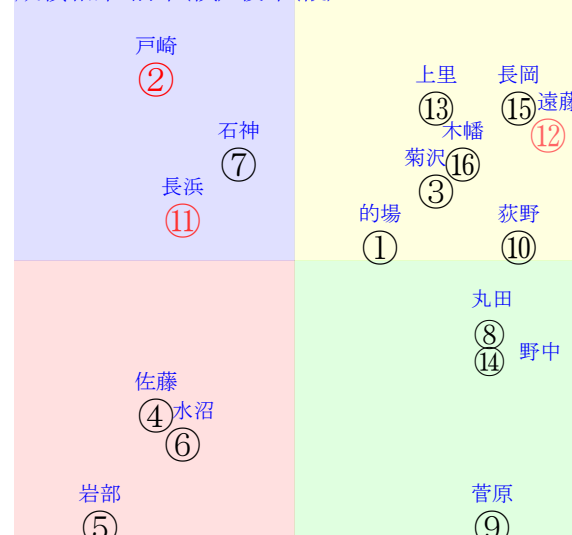 戸崎
②
上里
長岡
⑬
⑮
遠藤
⑫
石神
⑦
木幡
菊沢
⑯
③
長浜
⑪
的場
①
荻野
⑩
丸田
⑧
⑭
野中
佐藤
④
水沼
⑥
岩部
⑤
菅原
⑨